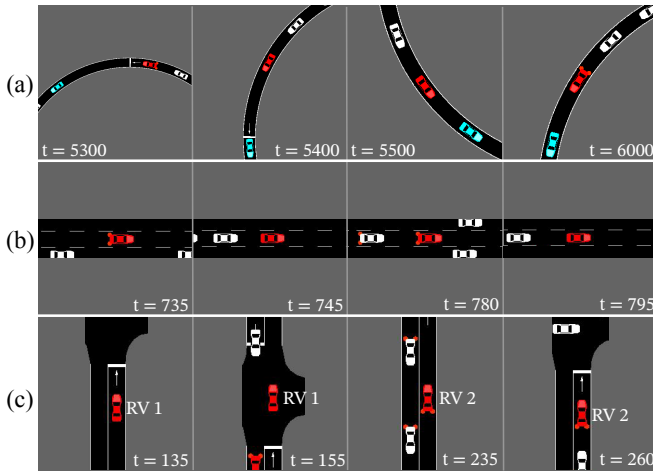 (a)
t = 5300
t = 5400
t = 5500
t = 6000
(b)
t = 735
t = 745
t = 780
t = 795
(c)
RV 1
RV 1
RV 2
RV 2
t = 135
t = 155
t = 235
t = 260